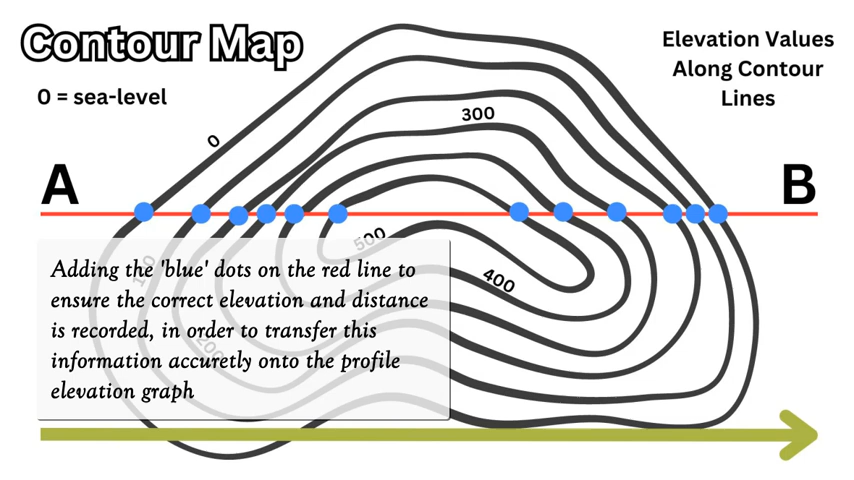 Contour Map
0 = sea-level
Elevation Values
Along Contour
Lines
0
300
A
B
500
100
400
200
Adding the 'blue' dots on the red line to
ensure the correct elevation and distance
is recorded, in order to transfer this
information accuretly onto the profile
elevation graph